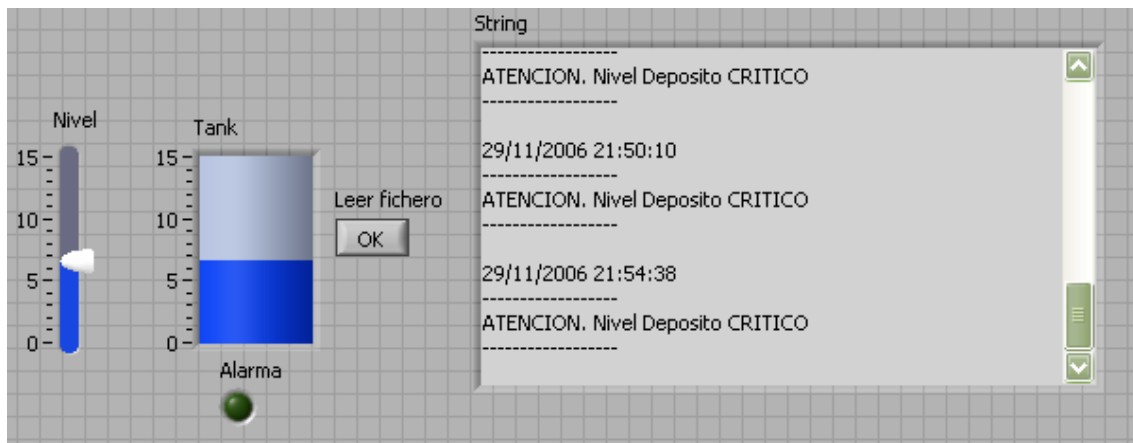 String
------------------
ATENCION. Nivel Deposito CRITICO
------------------
29/11/2006 21:50:10
------------------
ATENCION. Nivel Deposito CRITICO
------------------
29/11/2006 21:54:38
------------------
ATENCION. Nivel Deposito CRITICO
------------------
Nivel
15
10
5
0
Tank
15
10
5
0
Leer fichero
OK
Alarma